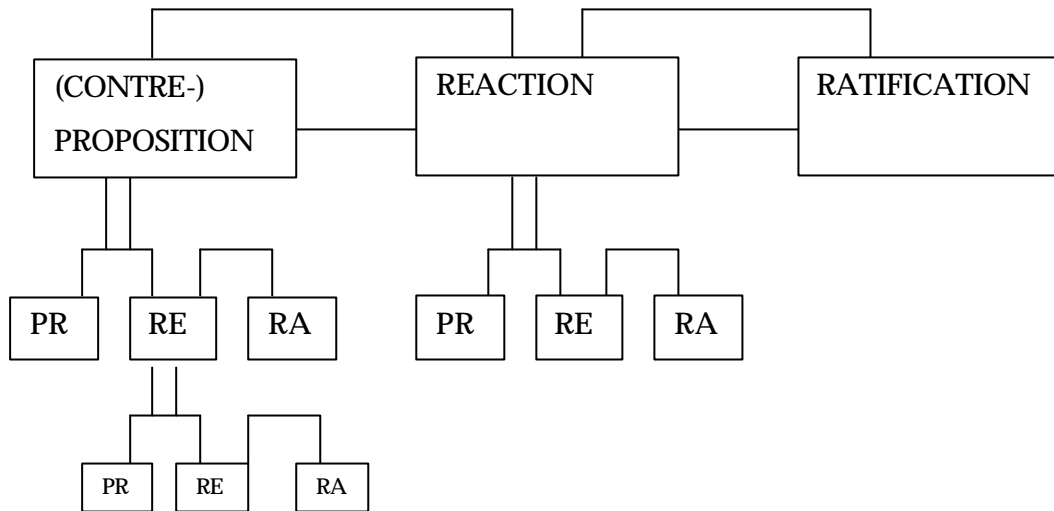 (CONTRE-)
PROPOSITION
REACTION
RATIFICATION
PR
RE
RA
PR
RE
RA
PR
RE
RA